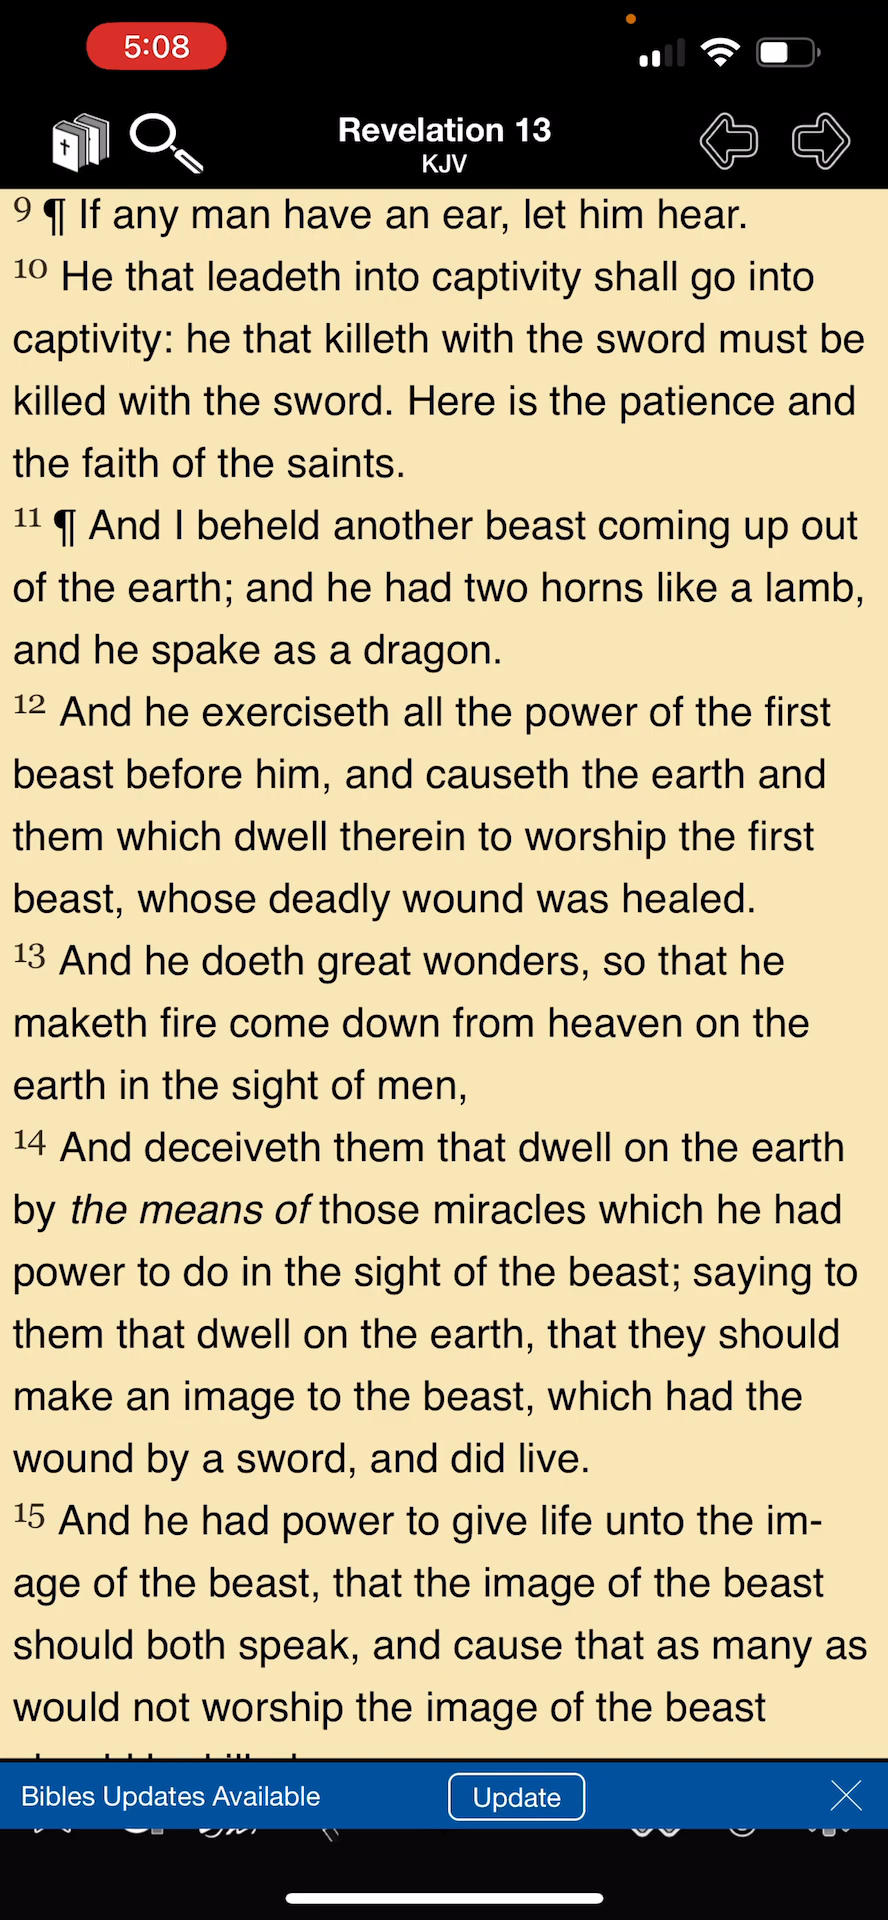 5:08
Revelation 13
KJV
9 ¶ If any man have an ear, let him hear.
10 He that leadeth into captivity shall go into
captivity: he that killeth with the sword must be
killed with the sword. Here is the patience and
the faith of the saints.
11 ¶ And I beheld another beast coming up out
of the earth; and he had two horns like a lamb,
and he spake as a dragon.
12 And he exerciseth all the power of the first
beast before him, and causeth the earth and
them which dwell therein to worship the first
beast, whose deadly wound was healed.
13 And he doeth great wonders, so that he
maketh fire come down from heaven on the
earth in the sight of men,
14 And deceiveth them that dwell on the earth
by the means of those miracles which he had
power to do in the sight of the beast; saying to
them that dwell on the earth, that they should
make an image to the beast, which had the
wound by a sword, and did live.
15 And he had power to give life unto the im-
age of the beast, that the image of the beast
should both speak, and cause that as many as
would not worship the image of the beast
Bibles Updates Available
Update